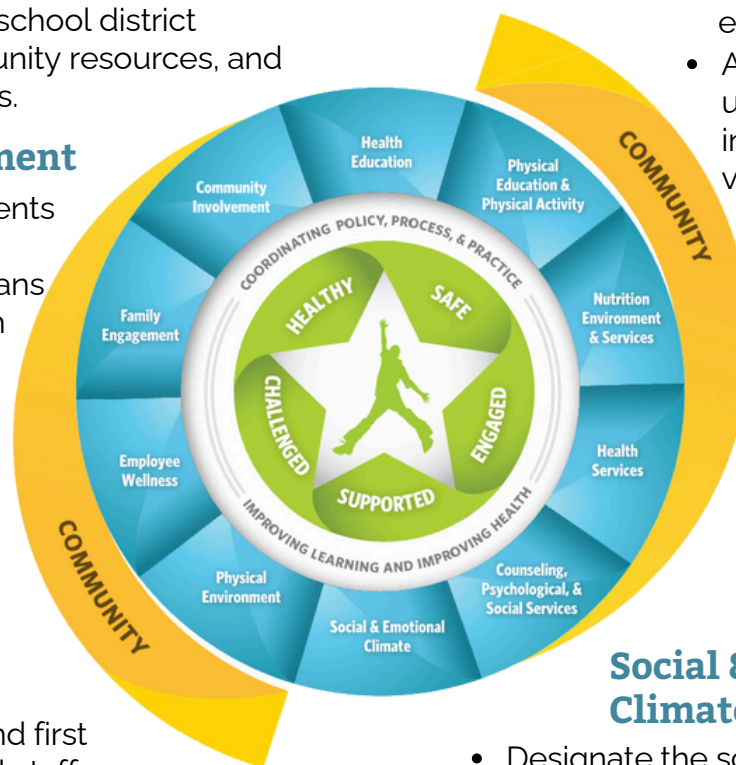 school district
unity resources, and
s.
ment
ents
ans
n
nd first
e
A
u
in
v
COMMUNITY
Health
Education
Physical
Education &
Physical Activity
Nutrition
Environment
& Services
Health
Services
Counseling,
Psychological, &
Social Services
Social & Emotional
Climate
Physical
Environment
Employee
Wellness
Family
Engagement
Community
Involvement
COORDINATING POLICY, PROCESS, & PRACTICE
IMPROVING LEARNING AND IMPROVING HEALTH
HEALTHY
SAFE
ENGAGED
SUPPORTED
CHALLENGED
COMMUNITY
Social &
Climate
• Designate the sc